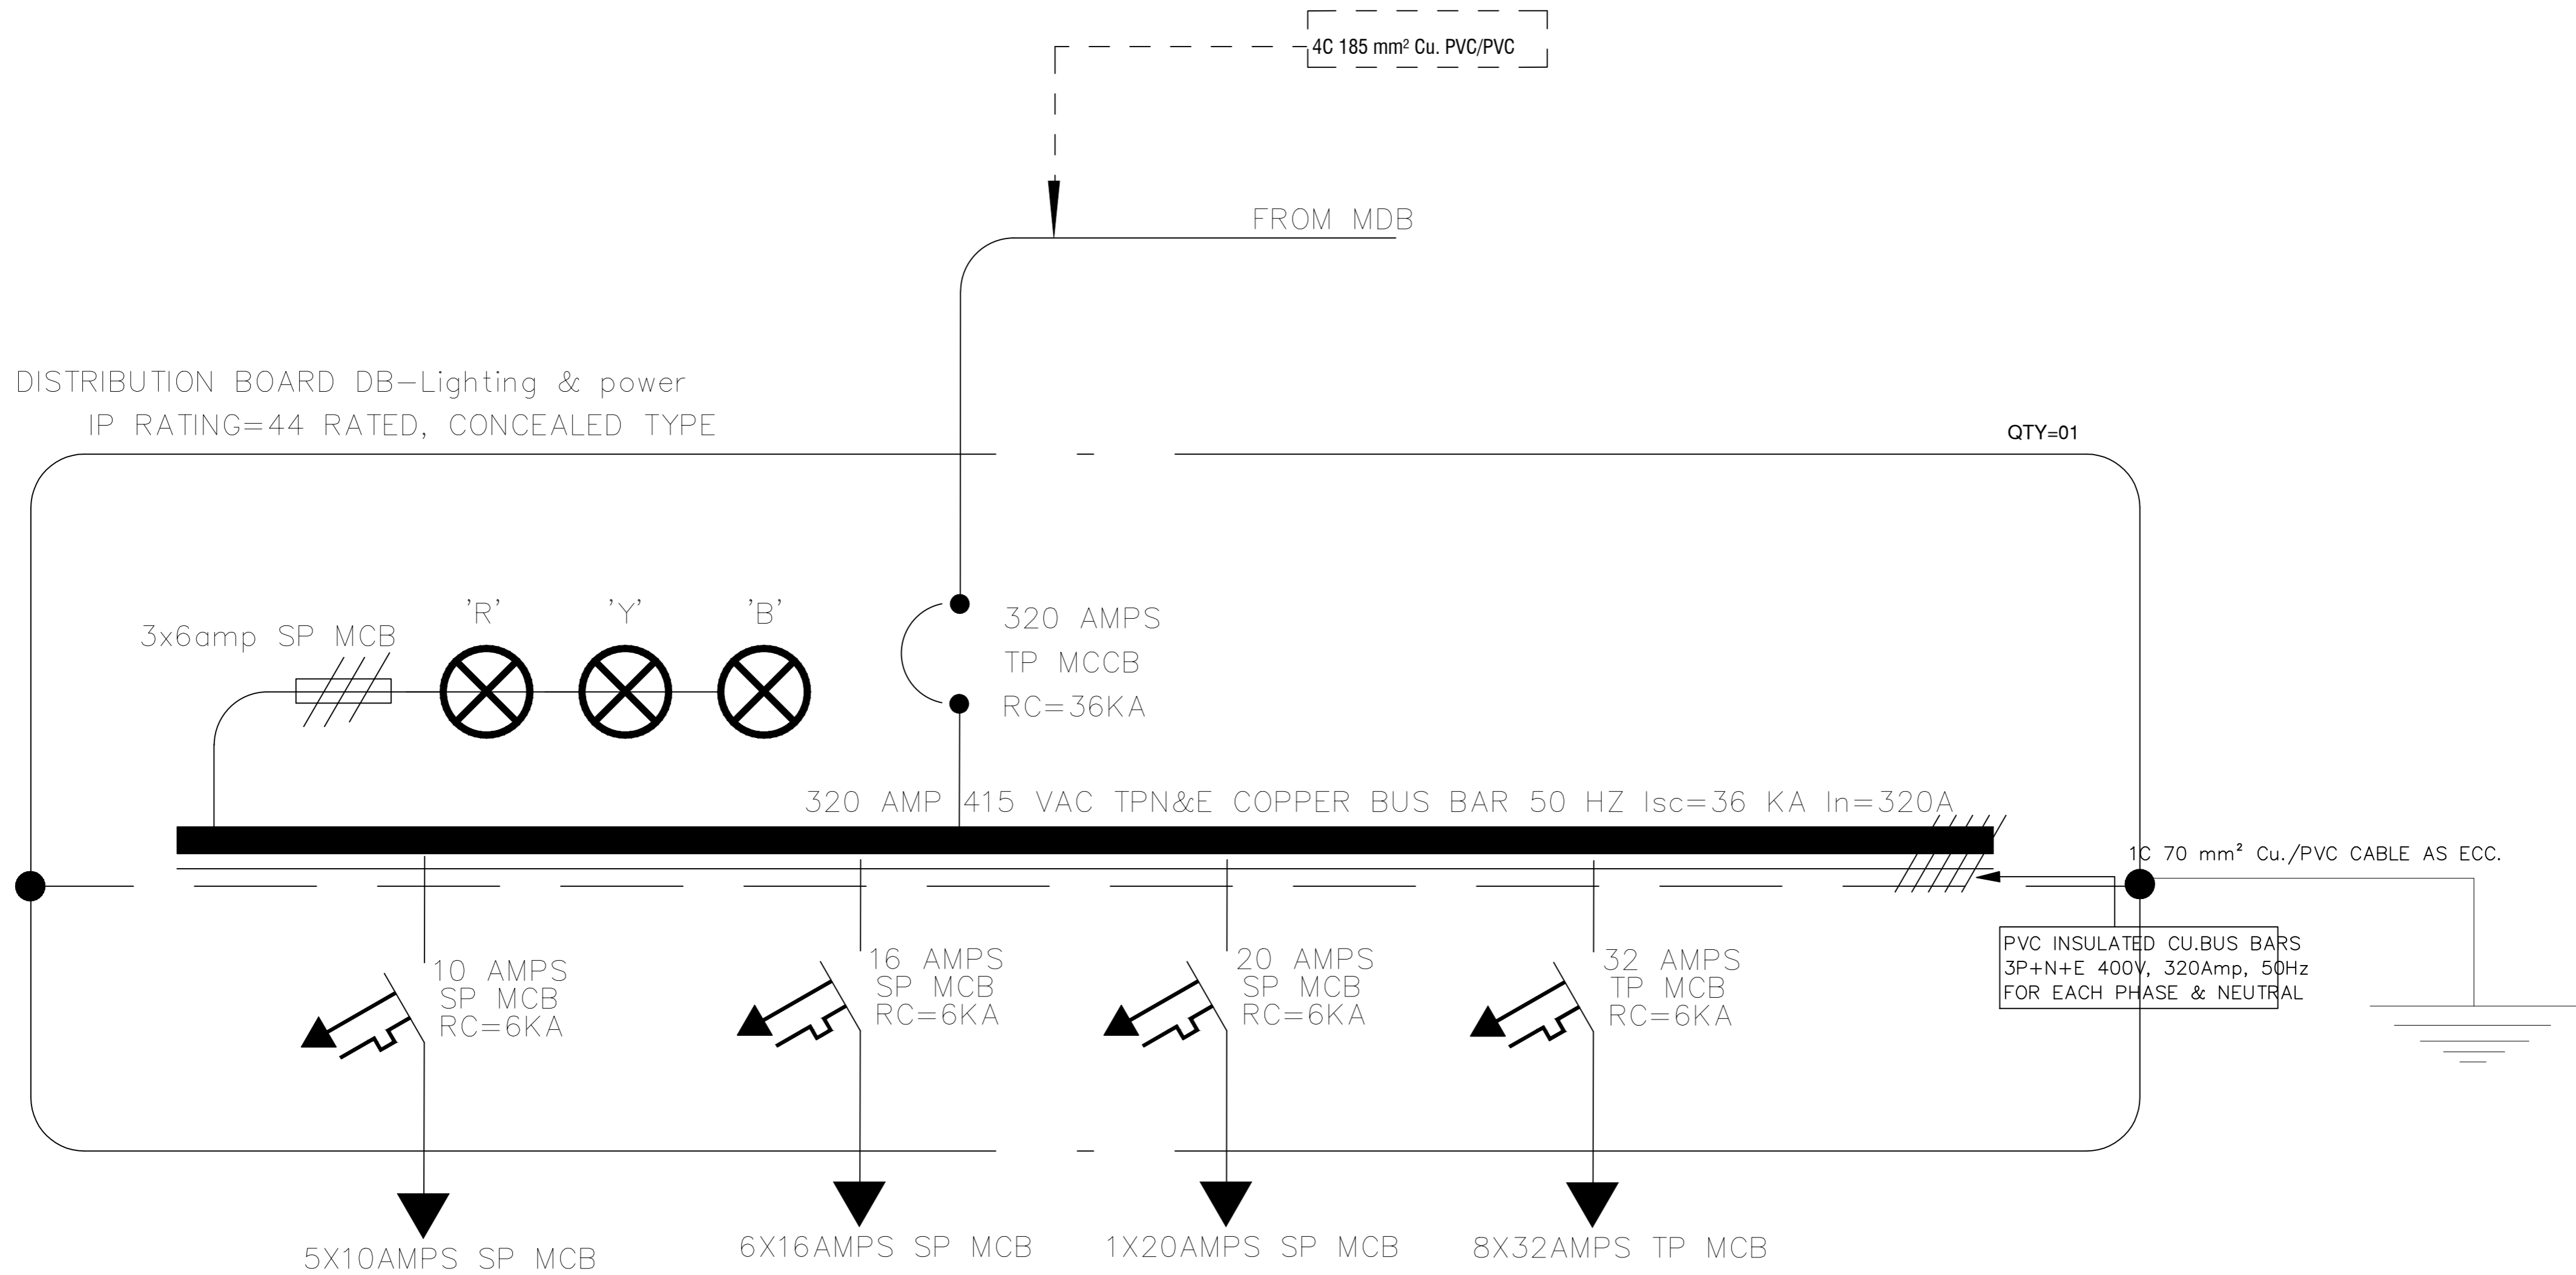 4C 185 mm² Cu. PVC/PVC
FROM MDB
DISTRIBUTION BOARD DB-Lighting & power
IP RATING=44 RATED, CONCEALED TYPE
QTY=01
'R'
'Y'
'B'
3x6amp SP MCB
320 AMPS
TP MCCB
RC=36KA
320 AMP 415 VAC TPN&E COPPER BUS BAR 50 HZ Isc=36 KA In=320A
1C 70 mm² Cu./PVC CABLE AS ECC.
PVC INSULATED CU.BUS BARS
3P+N+E 400V, 320Amp, 50Hz
FOR EACH PHASE & NEUTRAL
10 AMPS
SP MCB
RC=6KA
16 AMPS
SP MCB
RC=6KA
20 AMPS
SP MCB
RC=6KA
32 AMPS
TP MCB
RC=6KA
5X10AMPS SP MCB
6X16AMPS SP MCB
1X20AMPS SP MCB
8X32AMPS TP MCB